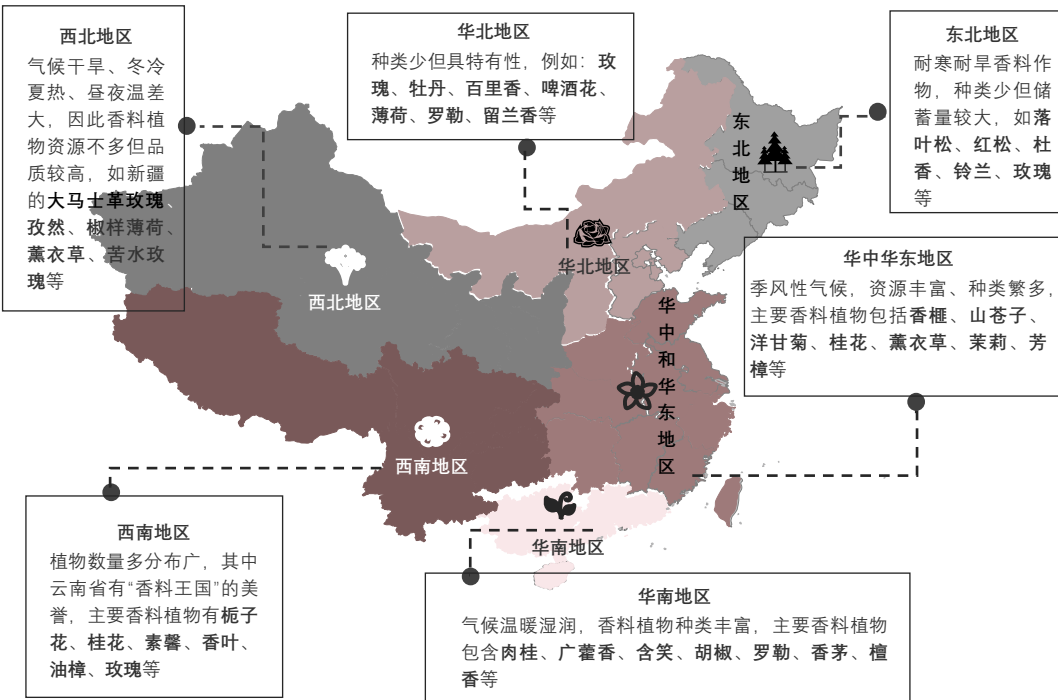 西北地区
气候干旱、冬冷
夏热、昼夜温差
大，因此香料植
物资源不多但品
质较高，如新疆
的大马士革玫瑰、
孜然、椒样薄荷、
薰衣草、苦水玫
瑰等
华北地区
种类少但具特有性，例如：玫
瑰、牡丹、百里香、啤酒花、
薄荷、罗勒、留兰香等
东北地区
耐寒耐旱香料作
物，种类少但储
蓄量较大，如落
叶松、红松、杜
香、铃兰、玫瑰
等
东北地区
华北地区
西北地区
华中华东地区
季风性气候，资源丰富、种类繁多，
主要香料植物包括香榧、山苍子、
洋甘菊、桂花、薰衣草、茉莉、芳
樟等
华中和华东地区
西南地区
华南地区
西南地区
植物数量多分布广，其中
云南省有“香料王国”的美
誉，主要香料植物有栀子
花、桂花、素馨、香叶、
油樟、玫瑰等
华南地区
气候温暖湿润，香料植物种类丰富，主要香料植物
包含肉桂、广藿香、含笑、胡椒、罗勒、香茅、檀
香等